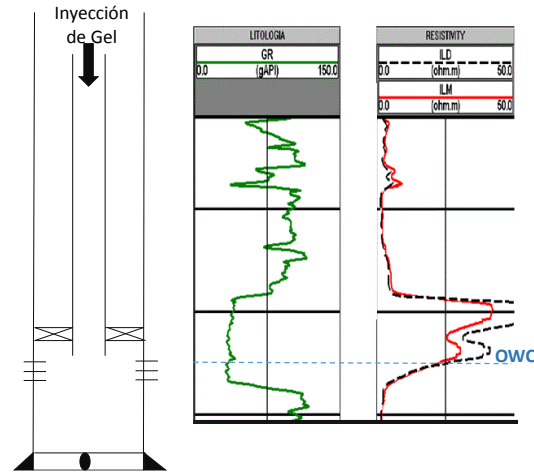 Inyección
de Gel
LITOLOGIA
GR
0.0 (gAPI) 150.0
RESISTIVITY
ILD
0.0 (ohm.m) 50.0
ILM
0.0 (ohm.m) 50.0
OWC